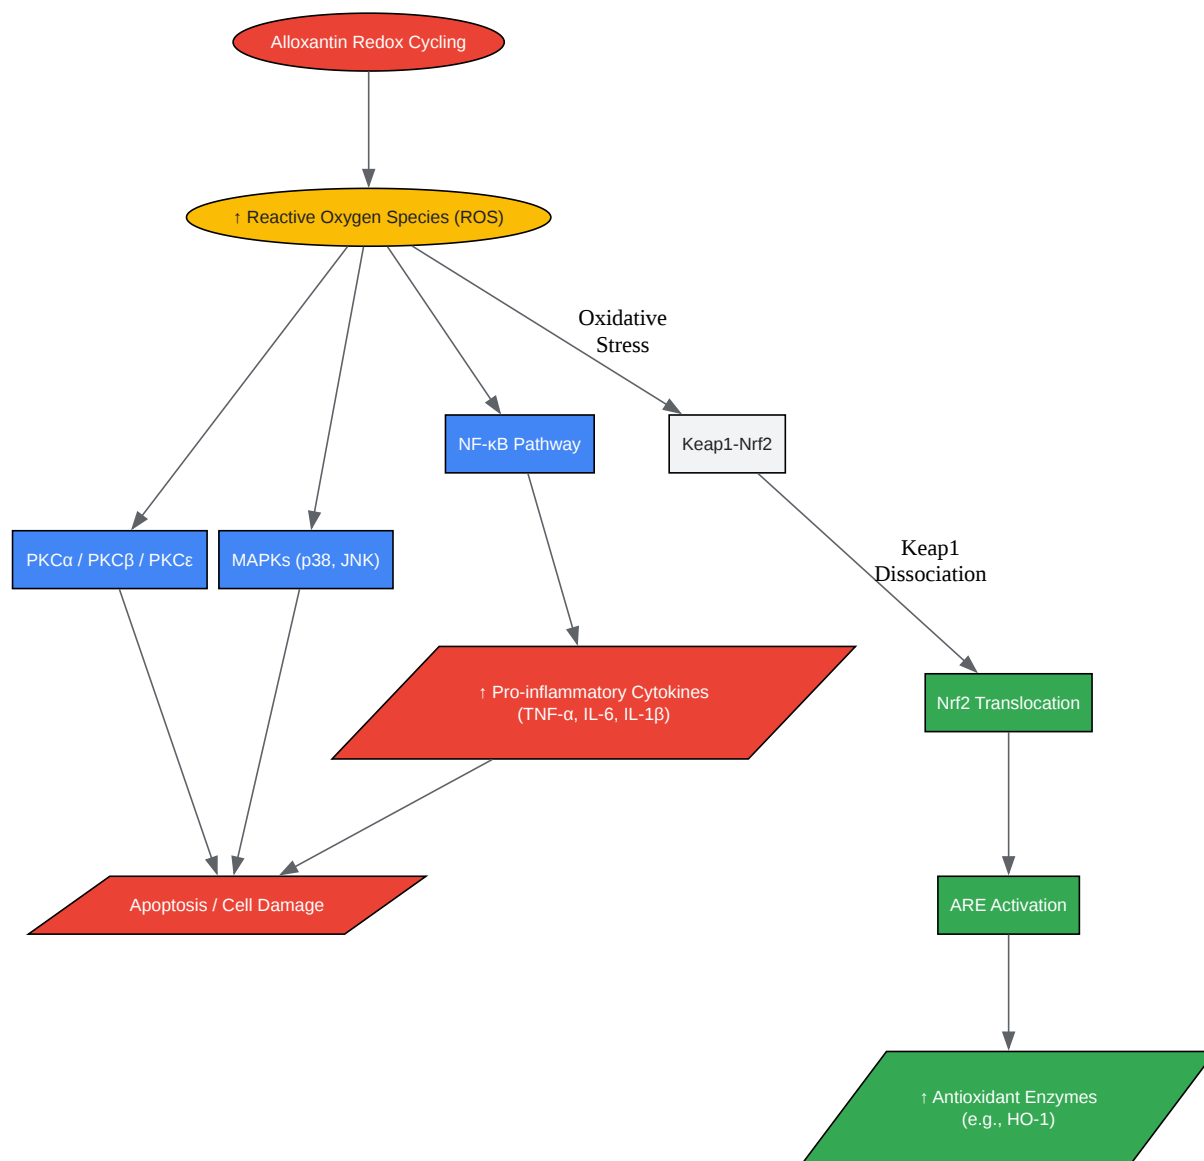 Alloxantin Redox Cycling
↑ Reactive Oxygen Species (ROS)
Oxidative
Stress
NF-κB Pathway
Keap1-Nrf2
PKCα / PKCβ / PKCε
MAPKs (p38, JNK)
Keap1
Dissociation
↑ Pro-inflammatory Cytokines
(TNF-α, IL-6, IL-1β)
Nrf2 Translocation
Apoptosis / Cell Damage
ARE Activation
↑ Antioxidant Enzymes
(e.g., HO-1)